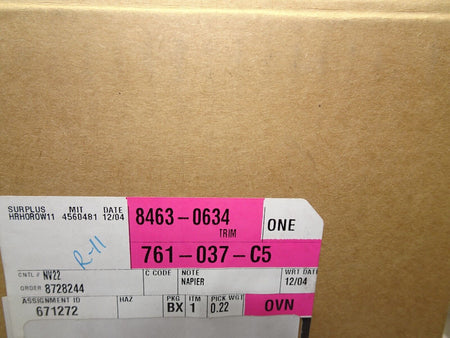 SURPLUS MIT DATE
HRHOROW11 4560481 12/04
8463-0634
TRIM
ONE
761-037-C5
R-11
CNTL # NV22 C CODE NOTE WRT DATE
NAPIER 12/04
ORDER 8728244
ASSIGNMENT ID HAZ PKG ITM PICK WGT
671272 BX 1 0.22 OVN